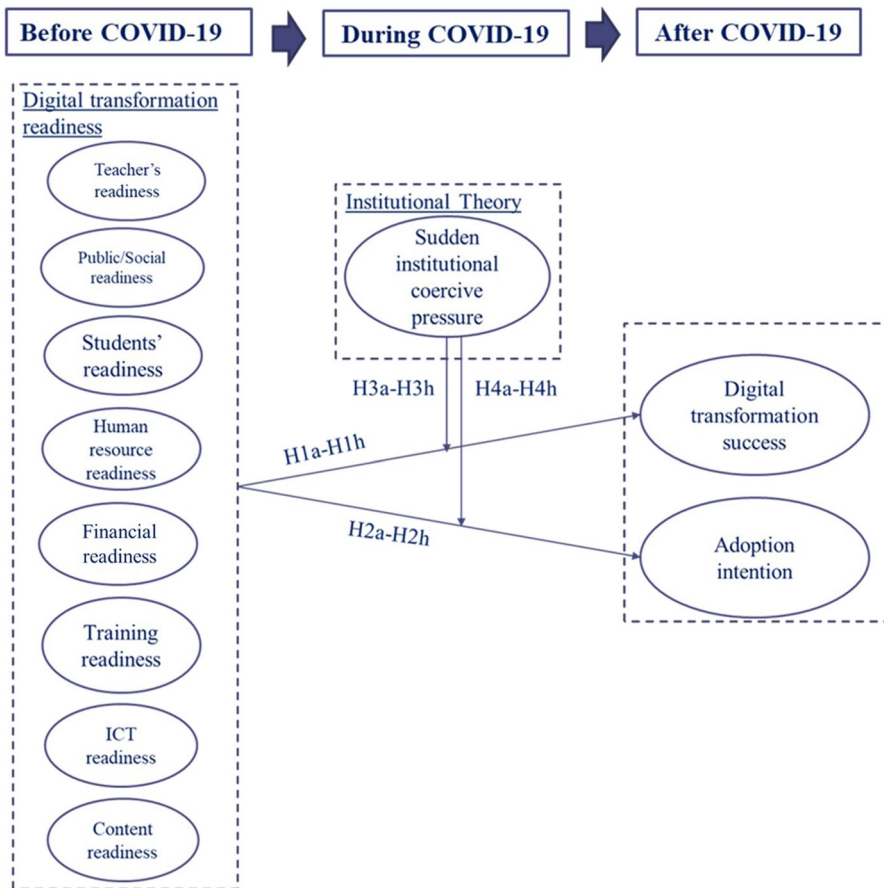 Before COVID-19
During COVID-19
After COVID-19
Digital transformation
readiness
Teacher's
readiness
Public/Social
readiness
Students'
readiness
Human
resource
readiness
Financial
readiness
Training
readiness
ICT
readiness
Content
readiness
Institutional Theory
Sudden
institutional
coercive
pressure
H3a-H3h
H4a-H4h
H1a-H1h
H2a-H2h
Digital
transformation
success
Adoption
intention